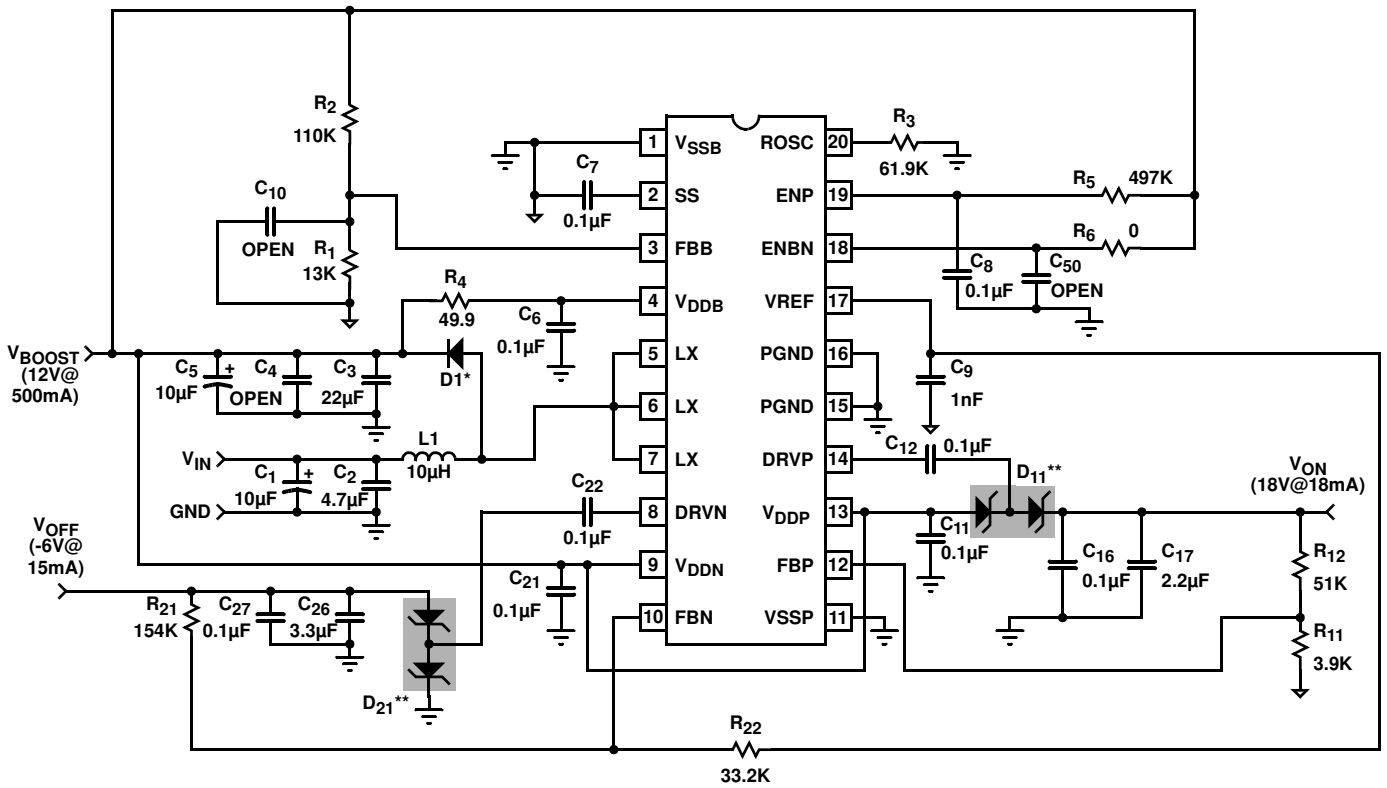 R2
110K
C10
OPEN
R1
13K
C7
0.1µF
R4
49.9
C6
0.1µF
VBOOST
(12V@
500mA)
C5
10µF
+
C4
OPEN
C3
22µF
D1*
VIN
L1
10µH
C1
10µF
+
C2
4.7µF
GND
C22
0.1µF
VOFF
(-6V@
15mA)
R21
154K
C27
0.1µF
C26
3.3µF
D21**
C21
0.1µF
1 VSSB
2 SS
3 FBB
4 VDDB
5 LX
6 LX
7 LX
8 DRVN
9 VDDN
10 FBN
ROSC 20
ENP 19
ENBN 18
VREF 17
PGND 16
PGND 15
DRVP 14
VDDP 13
FBP 12
VSSP 11
R3
61.9K
R5 497K
R6 0
C8
0.1µF
C50
OPEN
C9
1nF
C12 0.1µF
D11**
VON
(18V@18mA)
C11
0.1µF
C16
0.1µF
C17
2.2µF
R12
51K
R11
3.9K
R22
33.2K